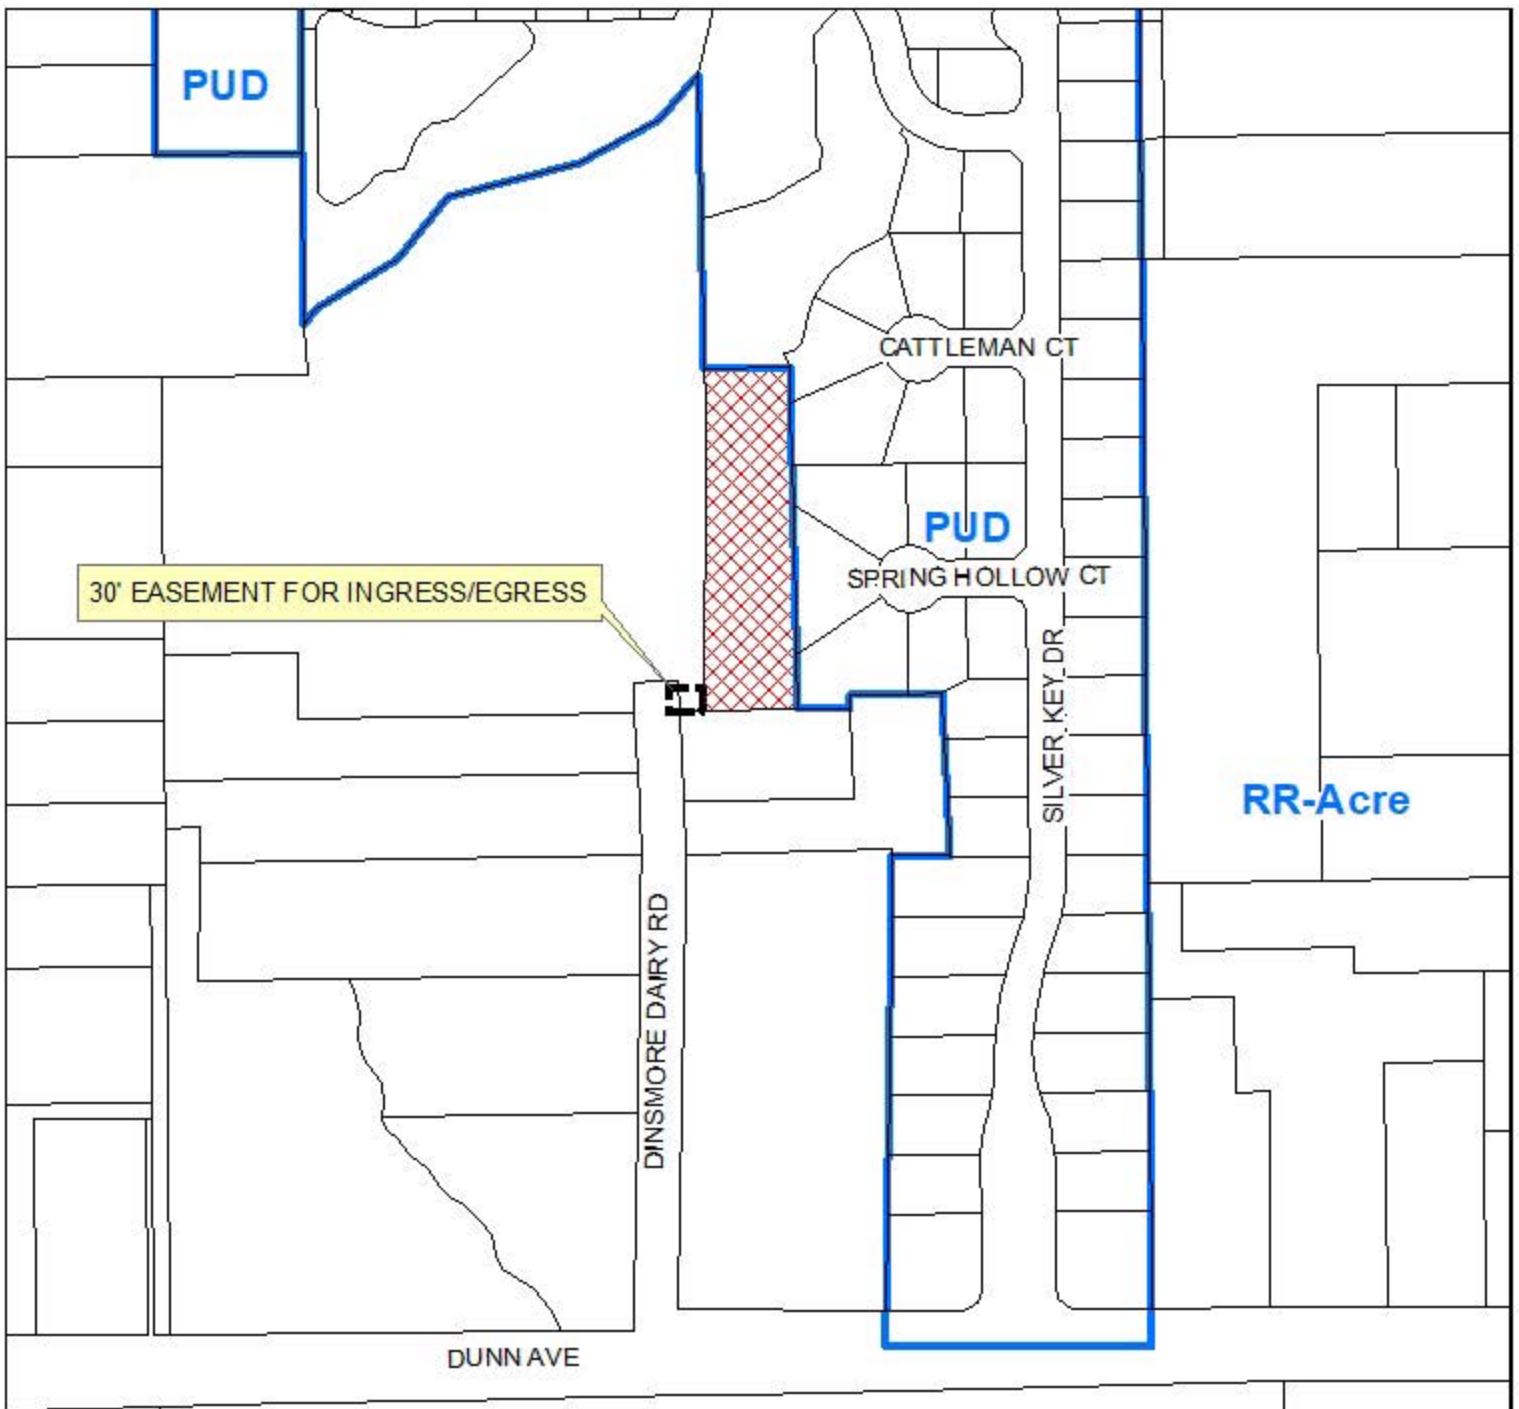 PUD
CATTLEMAN CT
PUD
SPRING HOLLOW CT
30' EASEMENT FOR INGRESS/EGRESS
SILVER KEY DR
RR-Acre
DINSMORE DAIRY RD
DUNN AVE